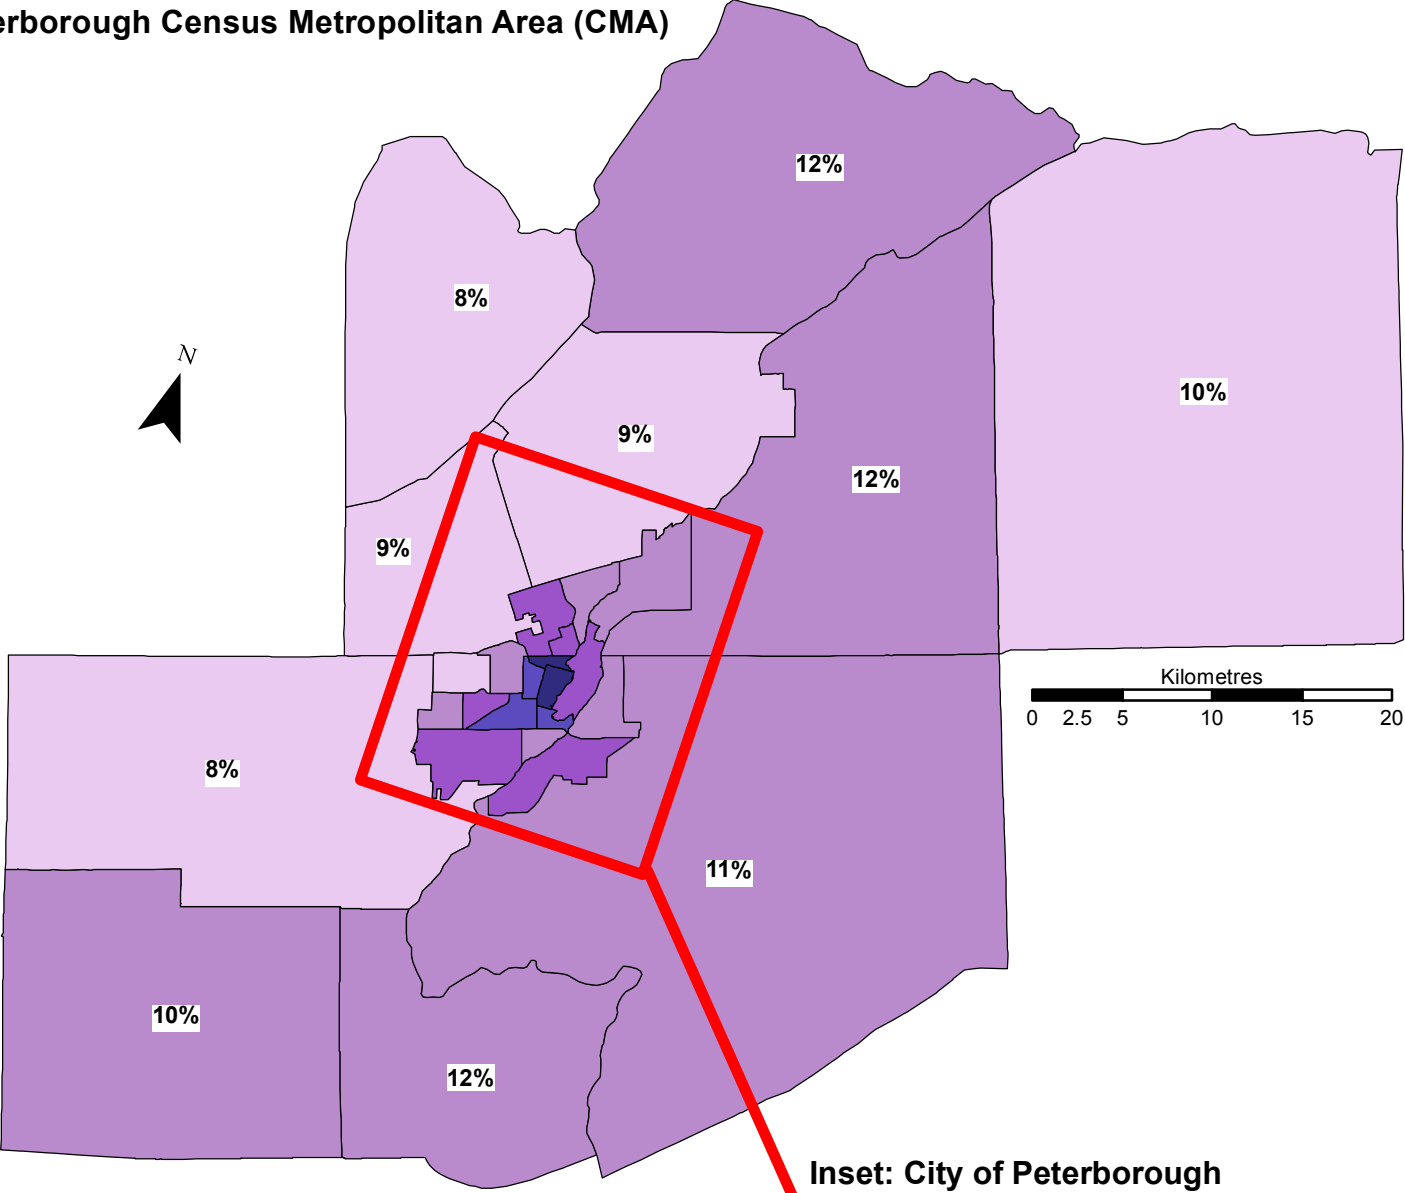 erborough Census Metropolitan Area (CMA)
12%
8%
N
10%
9%
12%
9%
Kilometres
0 2.5 5 10 15 20
8%
11%
10%
12%
Inset: City of Peterborough